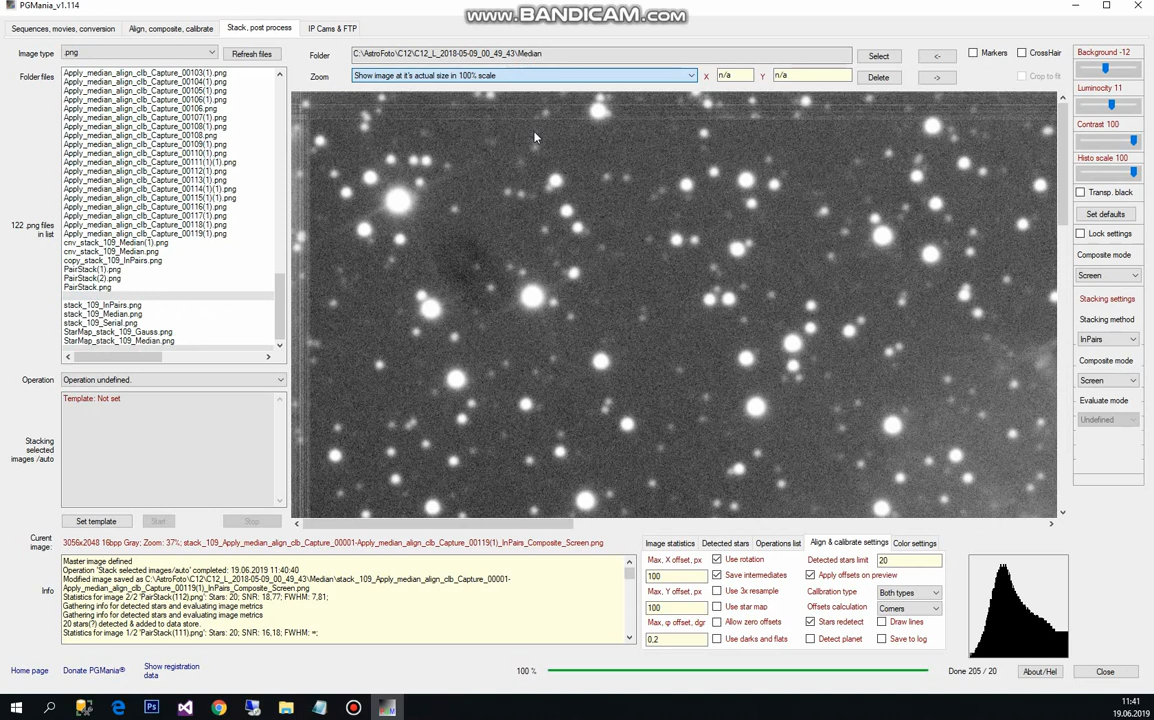 PGMania_v1.114
www.BANDICAM.com
Sequences, movies, conversion
Align, composite, calibrate
Stack, post process
IP Cams & FTP
Image type
.png
Refresh files
Folder
C:\AstroFoto\C12\C12_L_2018-05-09_00_49_43\Median
Select
<-
Markers
CrossHair
Folder files
Zoom
Show image at it's actual size in 100% scale
X
n/a
Y
n/a
Delete
->
Crop to fit
Apply_median_align_clb_Capture_00103(1).png
Apply_median_align_clb_Capture_00104(1).png
Apply_median_align_clb_Capture_00105(1).png
Apply_median_align_clb_Capture_00106(1).png
Apply_median_align_clb_Capture_00106.png
Apply_median_align_clb_Capture_00107(1).png
Apply_median_align_clb_Capture_00108(1).png
Apply_median_align_clb_Capture_00108.png
Apply_median_align_clb_Capture_00109(1).png
Apply_median_align_clb_Capture_00110(1).png
Apply_median_align_clb_Capture_00111(1)(1).png
Apply_median_align_clb_Capture_00112(1).png
Apply_median_align_clb_Capture_00113(1).png
Apply_median_align_clb_Capture_00114(1)(1).png
Apply_median_align_clb_Capture_00115(1)(1).png
Apply_median_align_clb_Capture_00116(1).png
Apply_median_align_clb_Capture_00117(1).png
Apply_median_align_clb_Capture_00118(1).png
Apply_median_align_clb_Capture_00119(1).png
cnv_stack_109_Median(1).png
cnv_stack_109_Median.png
copy_stack_109_InPairs.png
PairStack(1).png
PairStack(2).png
PairStack.png
stack_109_InPairs.png
stack_109_Median.png
stack_109_Serial.png
StarMap_stack_109_Gauss.png
StarMap_stack_109_Median.png
122 .png files
in list
Operation
Operation undefined.
Template: Not set
Stacking
selected
images /auto
Set template
Start
Stop
Background -12
Luminocity 11
Contrast 100
Histo scale 100
Transp. black
Set defaults
Lock settings
Composite mode
Screen
Stacking settings
Stacking method
InPairs
Composite mode
Screen
Evaluate mode
Undefined
Curent
image:
3056x2048 16bpp Gray; Zoom: 37%; stack_109_Apply_median_align_clb_Capture_00001-Apply_median_align_clb_Capture_00119(1)_InPairs_Composite_Screen.png
Info
Master image defined
Operation 'Stack selected images/auto' completed: 19.06.2019 11:40:40
Modified image saved as C:\AstroFoto\C12\C12_L_2018-05-09_00_49_43\Median\stack_109_Apply_median_align_clb_Capture_00001-
Apply_median_align_clb_Capture_00119(1)_InPairs_Composite_Screen.png
Statistics for image 2/2 'PairStack(112).png': Stars: 20; SNR: 18,77; FWHM: 7,81;
Gathering info for detected stars and evaluating image metrics
Gathering info for detected stars and evaluating image metrics
20 stars(?) detected & added to data store.
Statistics for image 1/2 'PairStack(111).png': Stars: 20; SNR: 16,18; FWHM: =;
Image statistics
Detected stars
Operations list
Align & calibrate settings
Color settings
Max, X offset, px
100
Use rotation
Detected stars limit
20
Save intermediates
Apply offsets on preview
Max, Y offset, px
100
Use 3x resample
Calibration type
Both types
Use star map
Offsets calculation
Corners
Max, φ offset, dgr
0,2
Allow zero offsets
Stars redetect
Draw lines
Use darks and flats
Detect planet
Save to log
Home page
Donate PGMania®
Show registration
data
100 %
Done 205 / 20
About/Hel
Close
Ps
11:41
19.06.2019